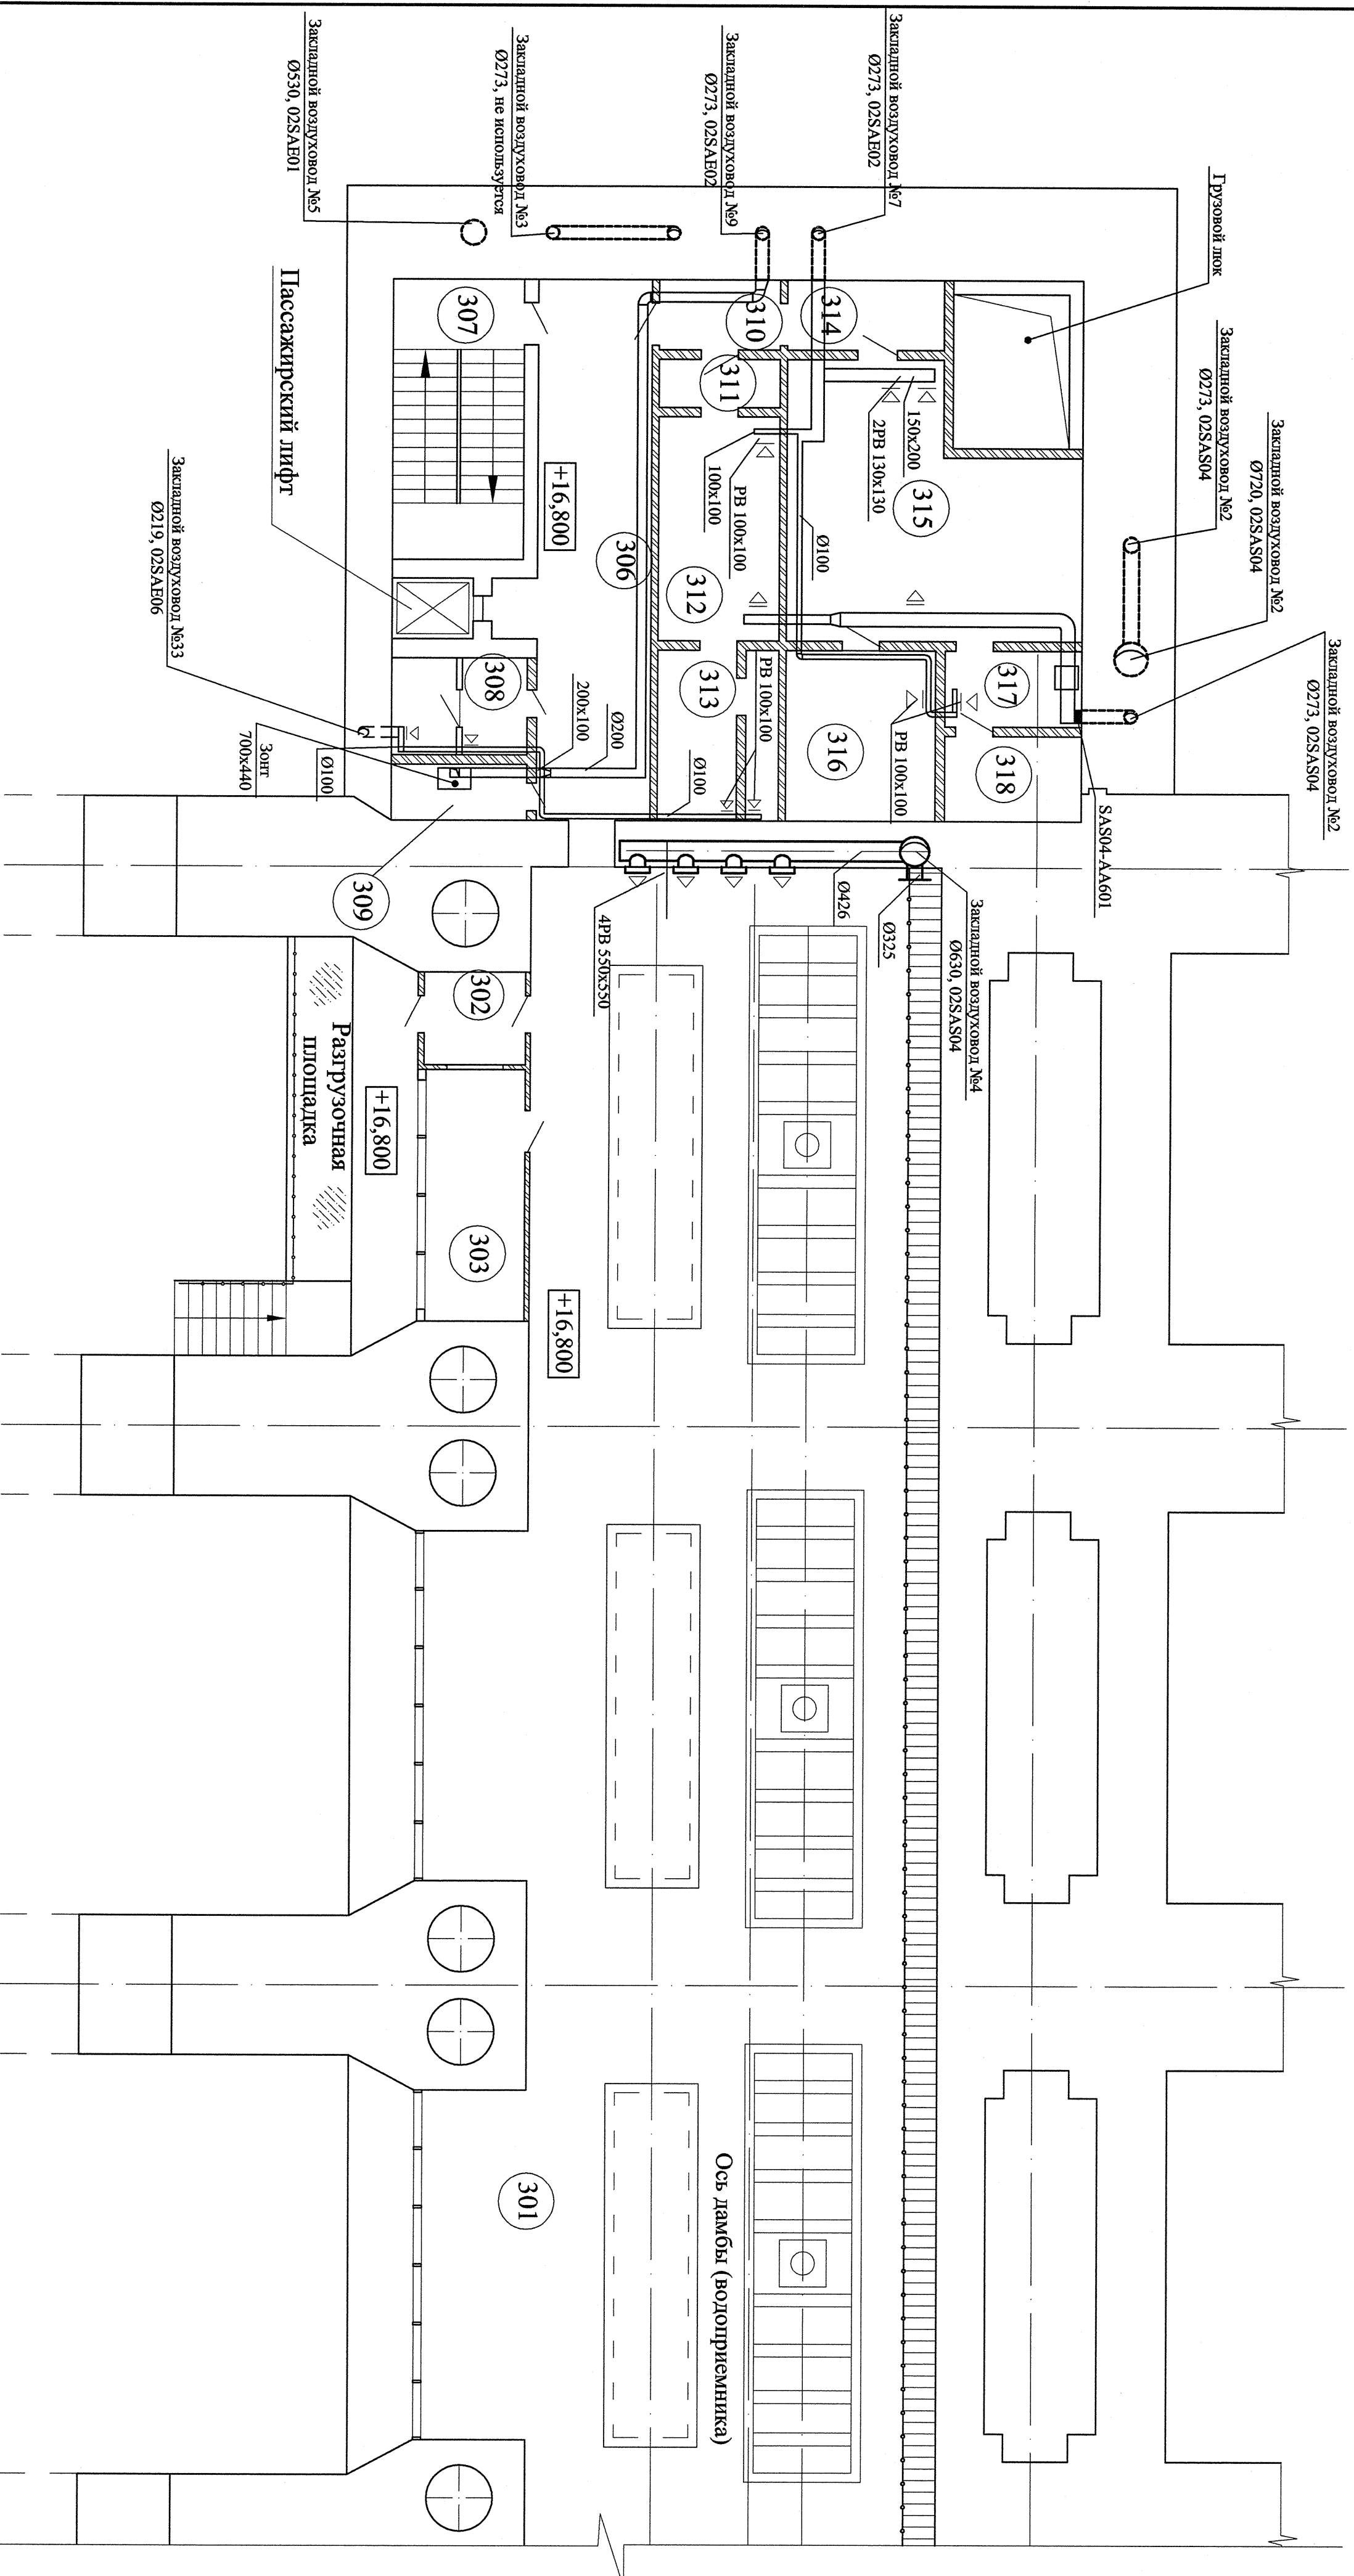 Закладной воздуховод №2
Ø273, 02SAS04
Закладной воздуховод №2
Ø720, 02SAS04
Закладной воздуховод №2
Ø273, 02SAS04
Грузовой люк
SAS04-AA601
Закладной воздуховод №4
Ø630, 02SAS04
Закладной воздуховод №7
Ø273, 02SAE02
Закладной воздуховод №9
Ø273, 02SAE02
Закладной воздуховод №3
Ø273, не используется
Закладной воздуховод №5
Ø530, 02SAE01
314
310
311
150x200
2РВ 130x130
315
РВ 100x100
100x100
Ø100
312
306
317
318
316
РВ 100x100
313
РВ 100x100
Ø325
Ø426
Ø100
4РВ 550x550
307
+16,800
308
200x100
Ø200
Пассажирский лифт
Закладной воздуховод №33
Ø219, 02SAE06
Зонт
700x440
Ø100
309
302
303
+16,800
+16,800
Разгрузочная
площадка
Ось дамбы (водоприемника)
301